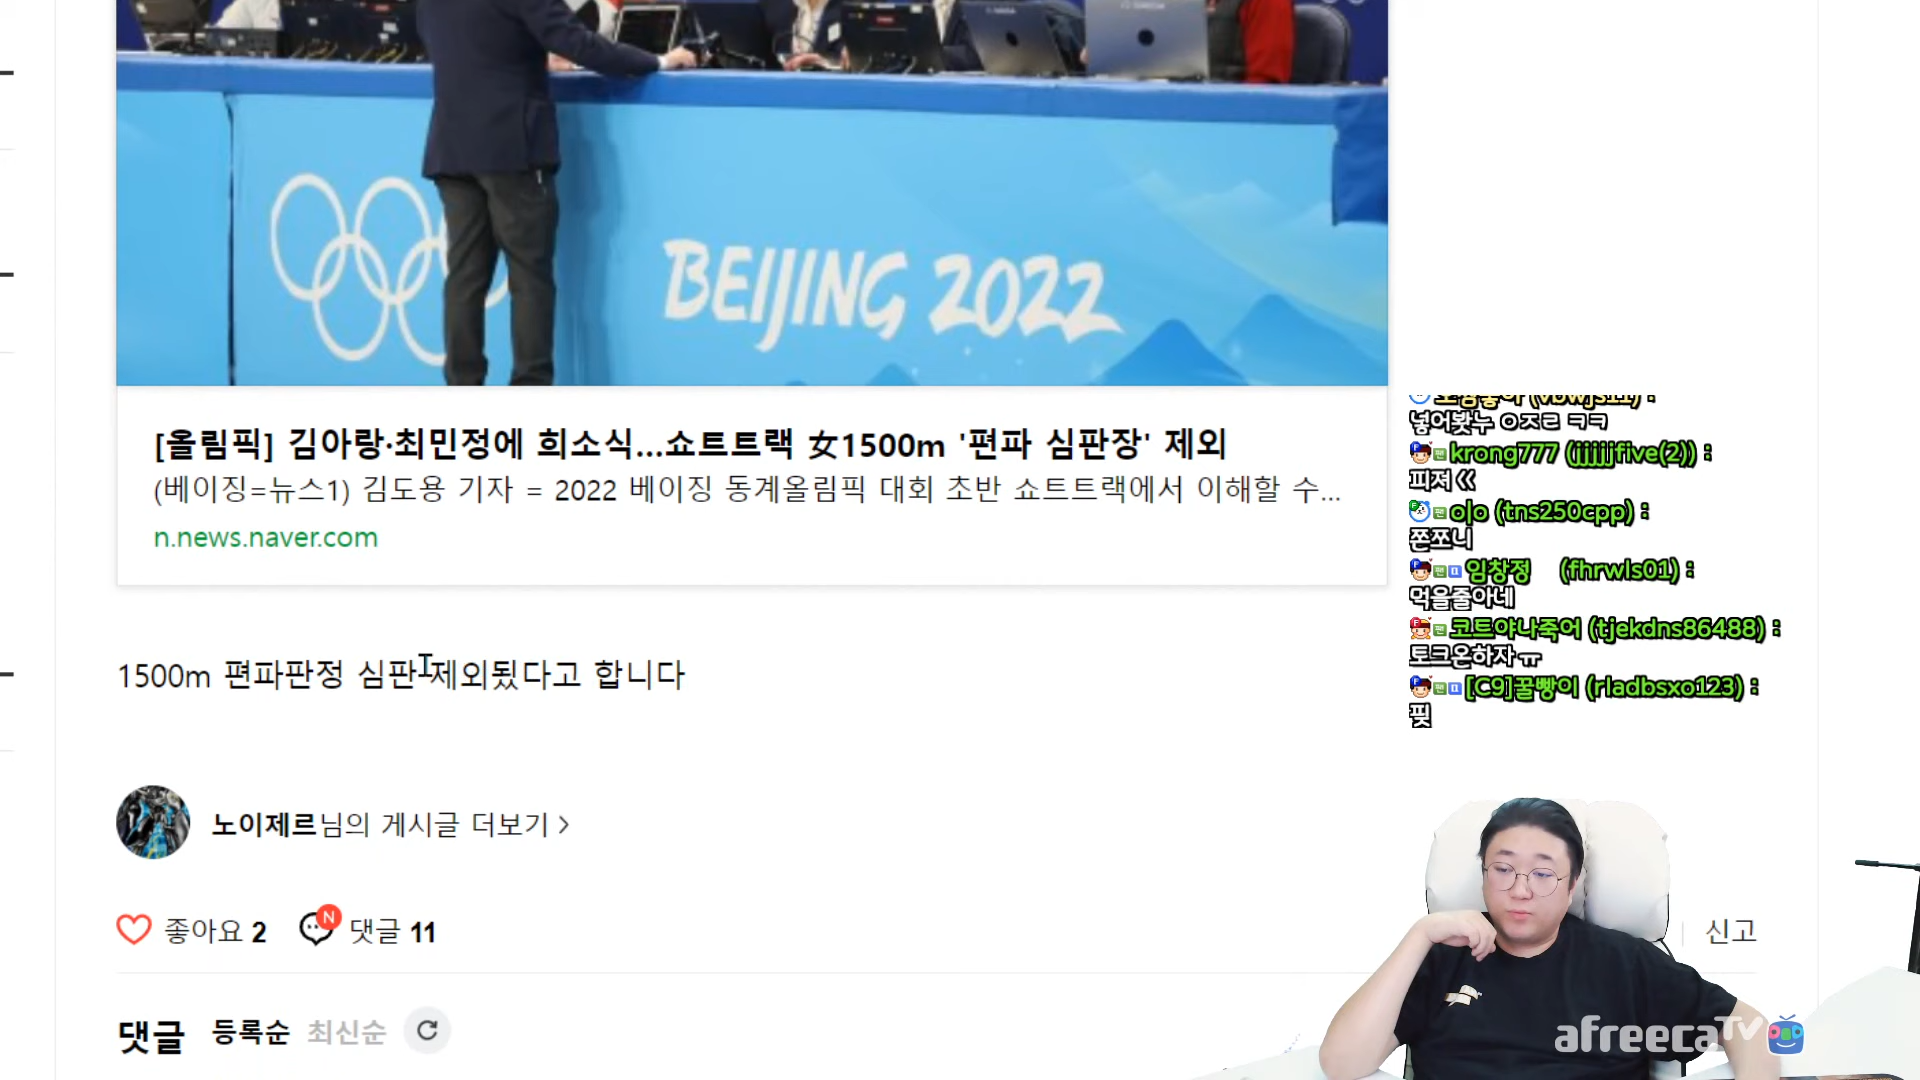 BEIJING 2022
[올림픽] 김아랑·최민정에 희소식...쇼트트랙 女1500m '편파 심판장' 제외
(베이징=뉴스1) 김도용 기자 = 2022 베이징 동계올림픽 대회 초반 쇼트트랙에서 이해할 수...
n.news.naver.com
1500m 편파판정 심판 제외됐다고 합니다
노이제르님의 게시글 더보기 >
좋아요 2 N 댓글 11
신고
댓글 등록순 최신순
넣어봣누 ㅇㅈㄹ ㅋㅋ
krong777 (jjjjjfive(2)) :
피져 <<
o|o (tns250cpp) :
쫀쪼니
임창정 (fhrwls01) :
먹을줄아네
코트야나죽어 (tjekdns86488) :
토크온하자 ㅠ
[C9]꿀빵이 (rladbsxo123) :
afreecaTV